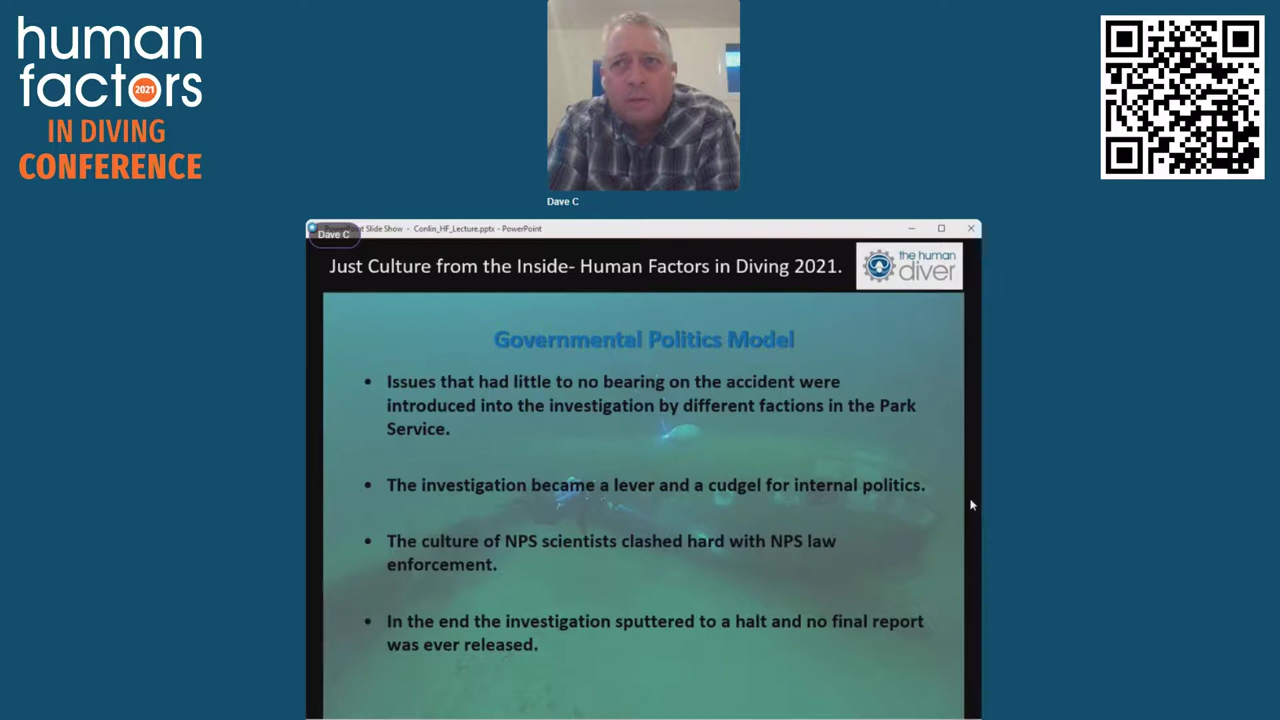 human
factors
2021
IN DIVING
CONFERENCE
Dave C
PowerPoint Slide Show - Conlin_HF_Lecture.pptx - PowerPoint
Dave C
Just Culture from the Inside- Human Factors in Diving 2021.
the human
diver
Governmental Politics Model
• Issues that had little to no bearing on the accident were
introduced into the investigation by different factions in the Park
Service.
• The investigation became a lever and a cudgel for internal politics.
• The culture of NPS scientists clashed hard with NPS law
enforcement.
• In the end the investigation sputtered to a halt and no final report
was ever released.